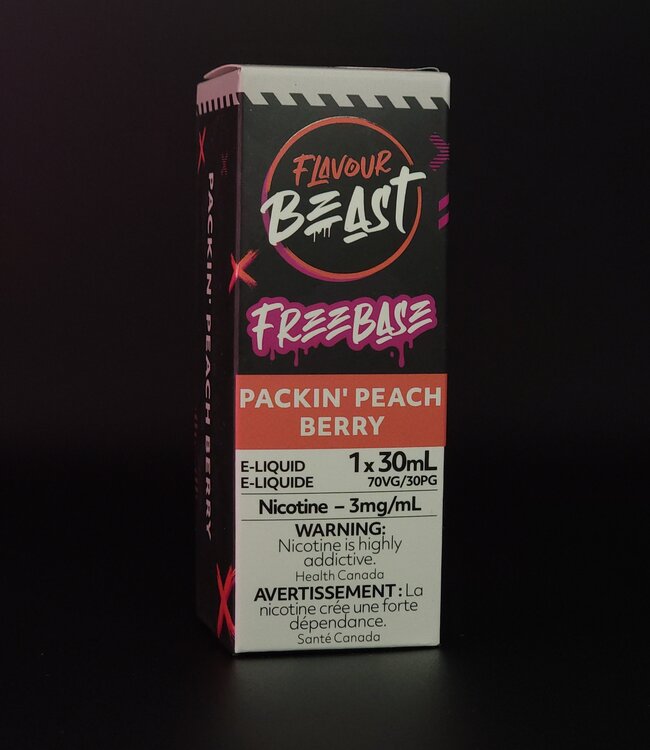 FLAVOUR
BEAST
FREEBASE
PACKIN' PEACH
BERRY
E-LIQUID
E-LIQUIDE
1 x 30mL
70VG/30PG
Nicotine – 3mg/mL
WARNING:
Nicotine is highly
addictive.
Health Canada
AVERTISSEMENT : La
nicotine crée une forte
dépendance.
Santé Canada
PACKIN' PEACH BERRY